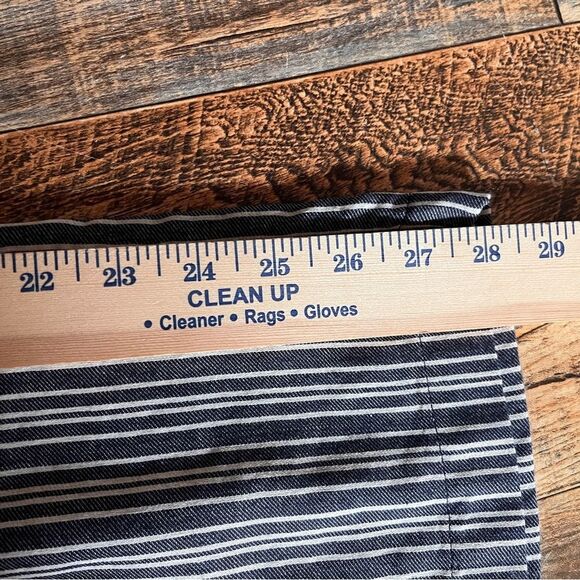 22 23 24 25 26 27 28 29
CLEAN UP
• Cleaner • Rags • Gloves